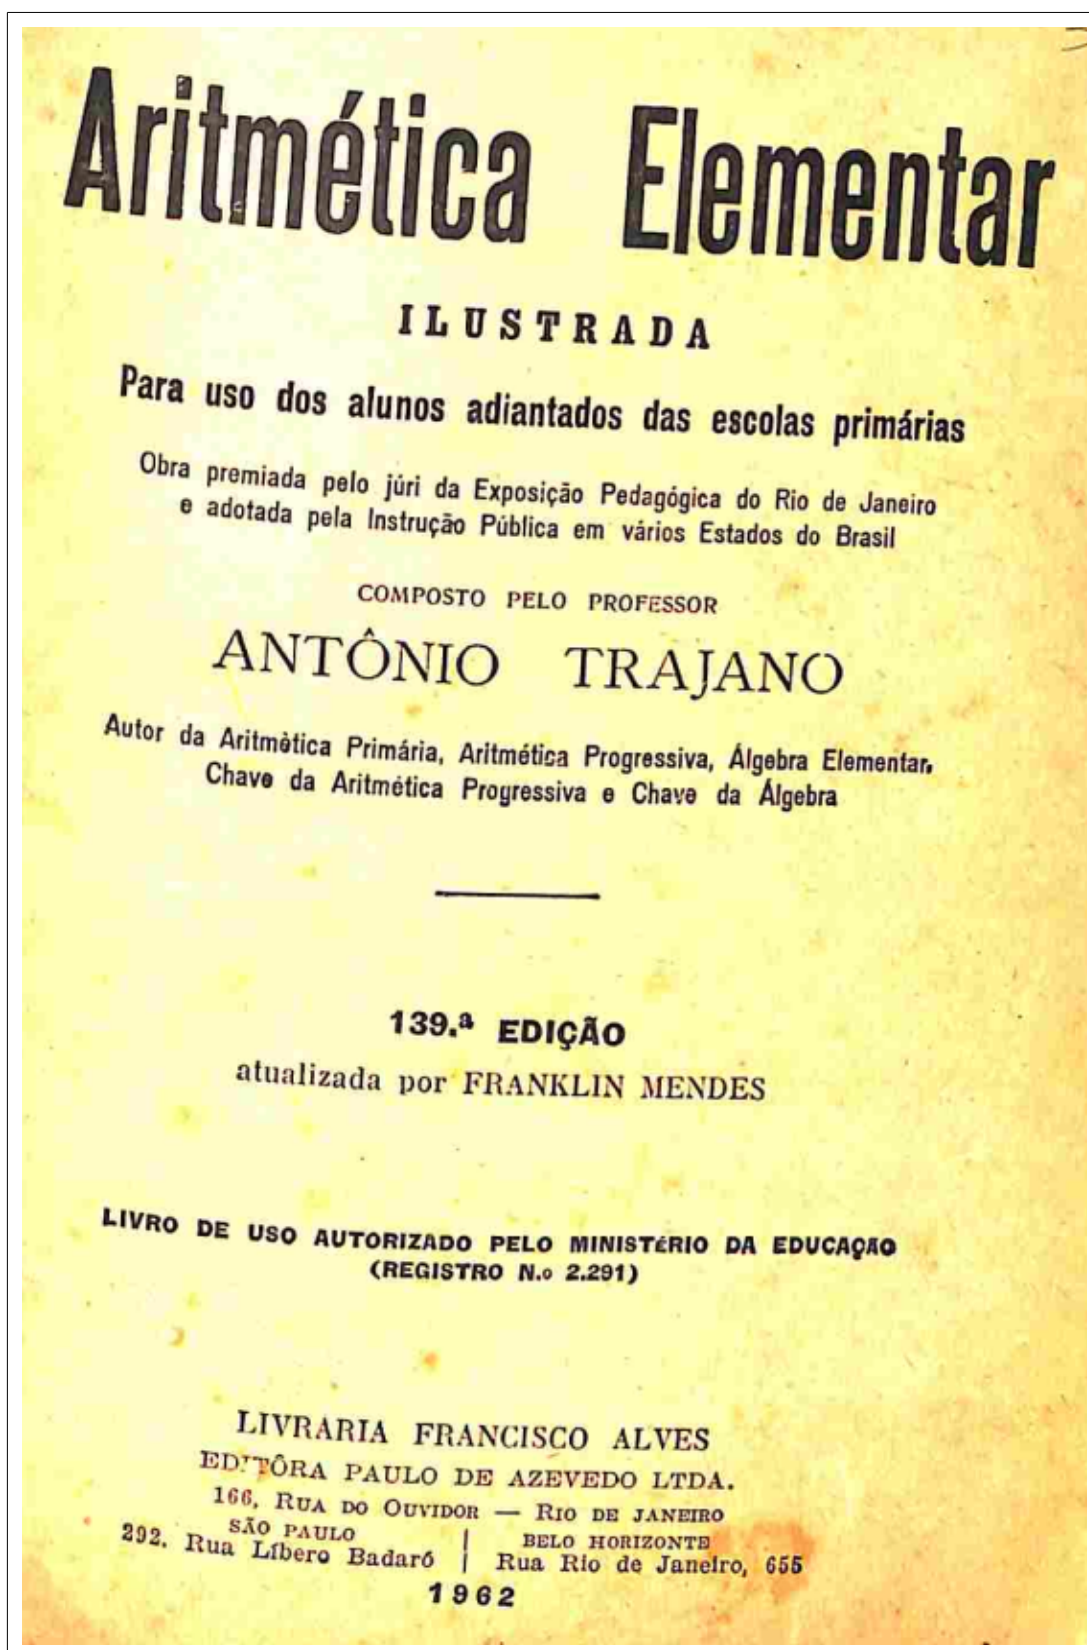 Aritmética Elementar
ILUSTRADA
Para uso dos alunos adiantados das escolas primárias
Obra premiada pelo júri da Exposição Pedagógica do Rio de Janeiro
e adotada pela Instrução Pública em vários Estados do Brasil
COMPOSTO PELO PROFESSOR
ANTÔNIO TRAJANO
Autor da Aritmètica Primária, Aritmética Progressiva, Álgebra Elementar,
Chave da Aritmética Progressiva e Chave da Álgebra
139.ª EDIÇÃO
atualizada por FRANKLIN MENDES
LIVRO DE USO AUTORIZADO PELO MINISTÉRIO DA EDUCAÇÃO
(REGISTRO N.o 2.291)
LIVRARIA FRANCISCO ALVES
EDITÔRA PAULO DE AZEVEDO LTDA.
166, RUA DO OUVIDOR — RIO DE JANEIRO
SÃO PAULO | BELO HORIZONTE
292, Rua Líbero Badaró | Rua Rio de Janeiro, 655
1962